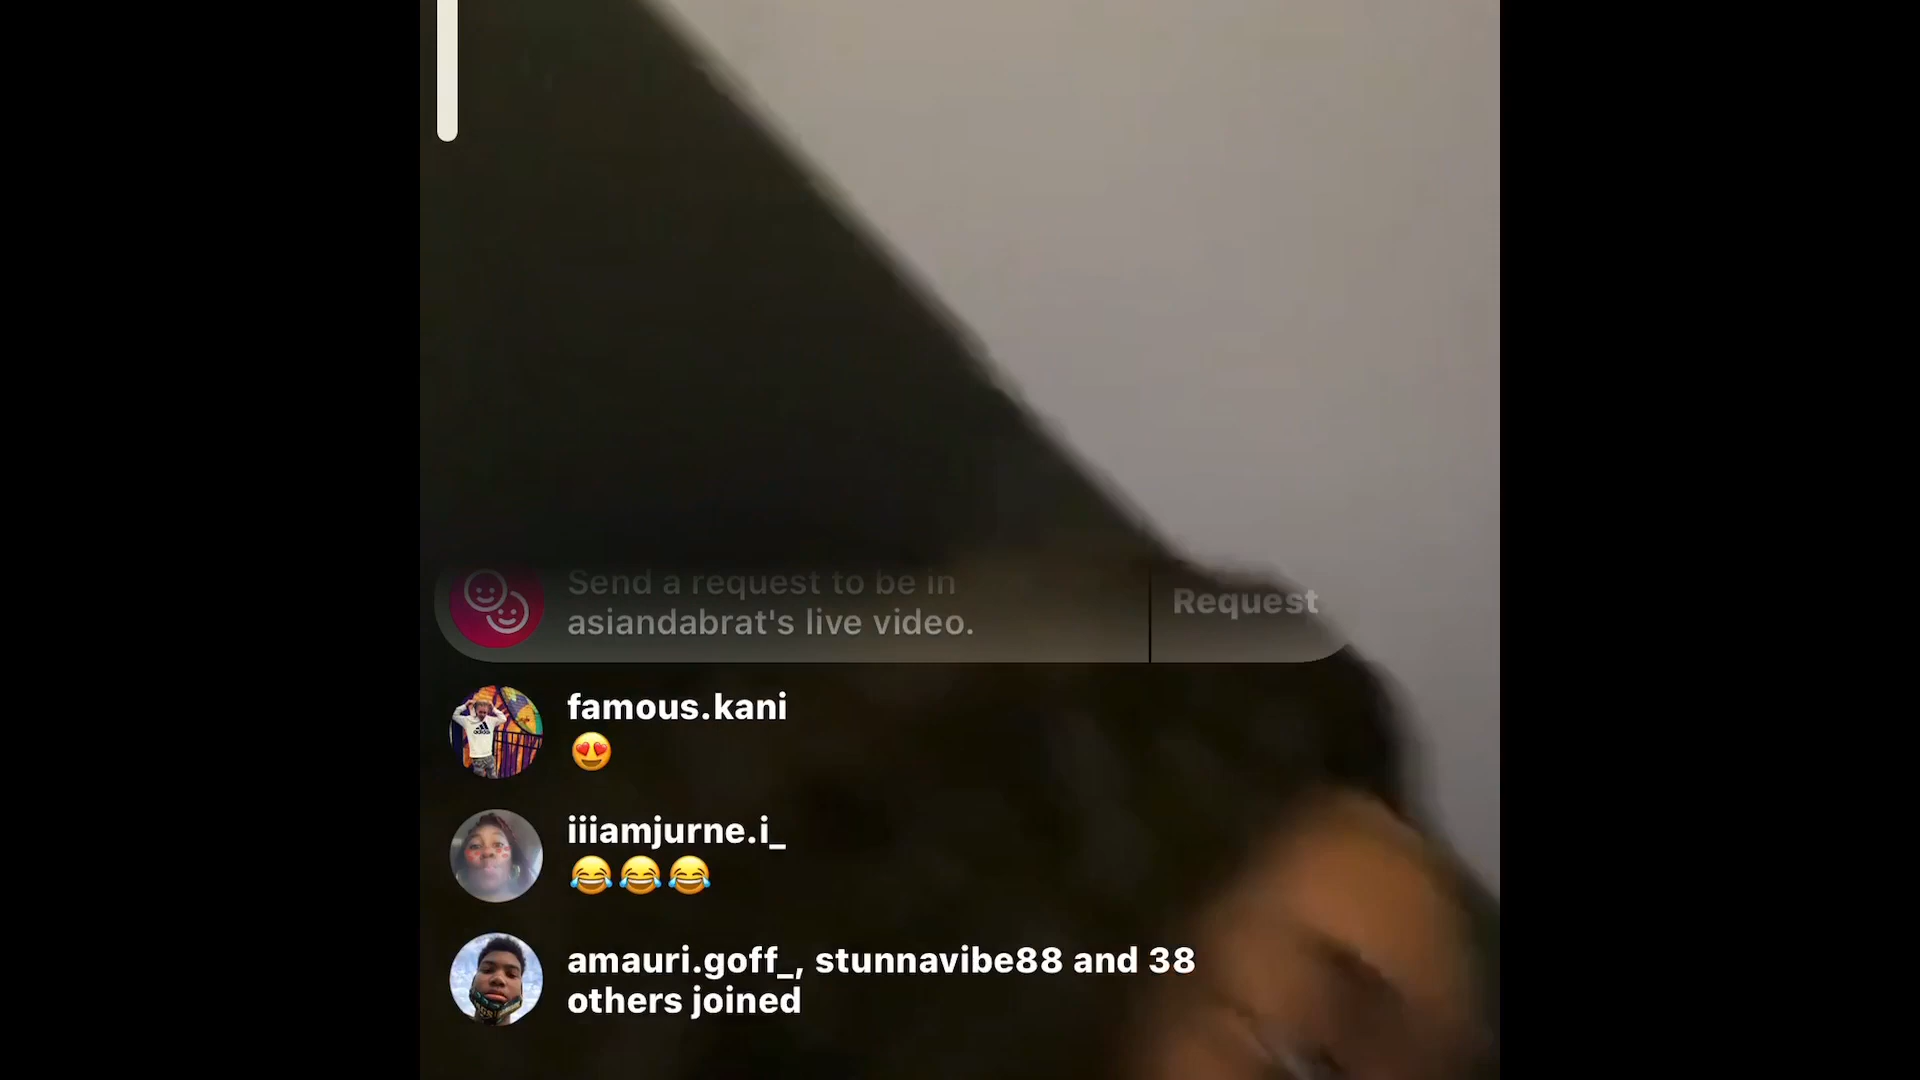 Send a request to be in
asiandabrat's live video.
Request
famous.kani
😍
iiiamjurne.i_
😂😂😂
amauri.goff_, stunnavibe88 and 38
others joined